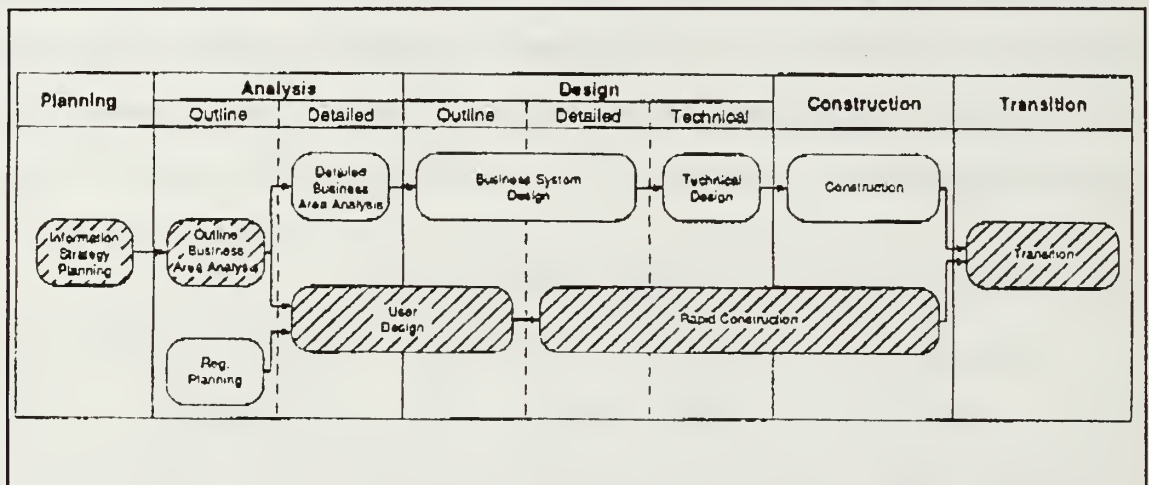 Planning
Analysis
Design
Construction
Transition
Outline
Detailed
Outline
Detailed
Technical
Information
Strategy
Planning
Outline
Business
Area Analysis
Detailed
Business
Area Analysis
Business System
Design
Technical
Design
Construction
Transition
User
Design
Rapid Construction
Req.
Planning